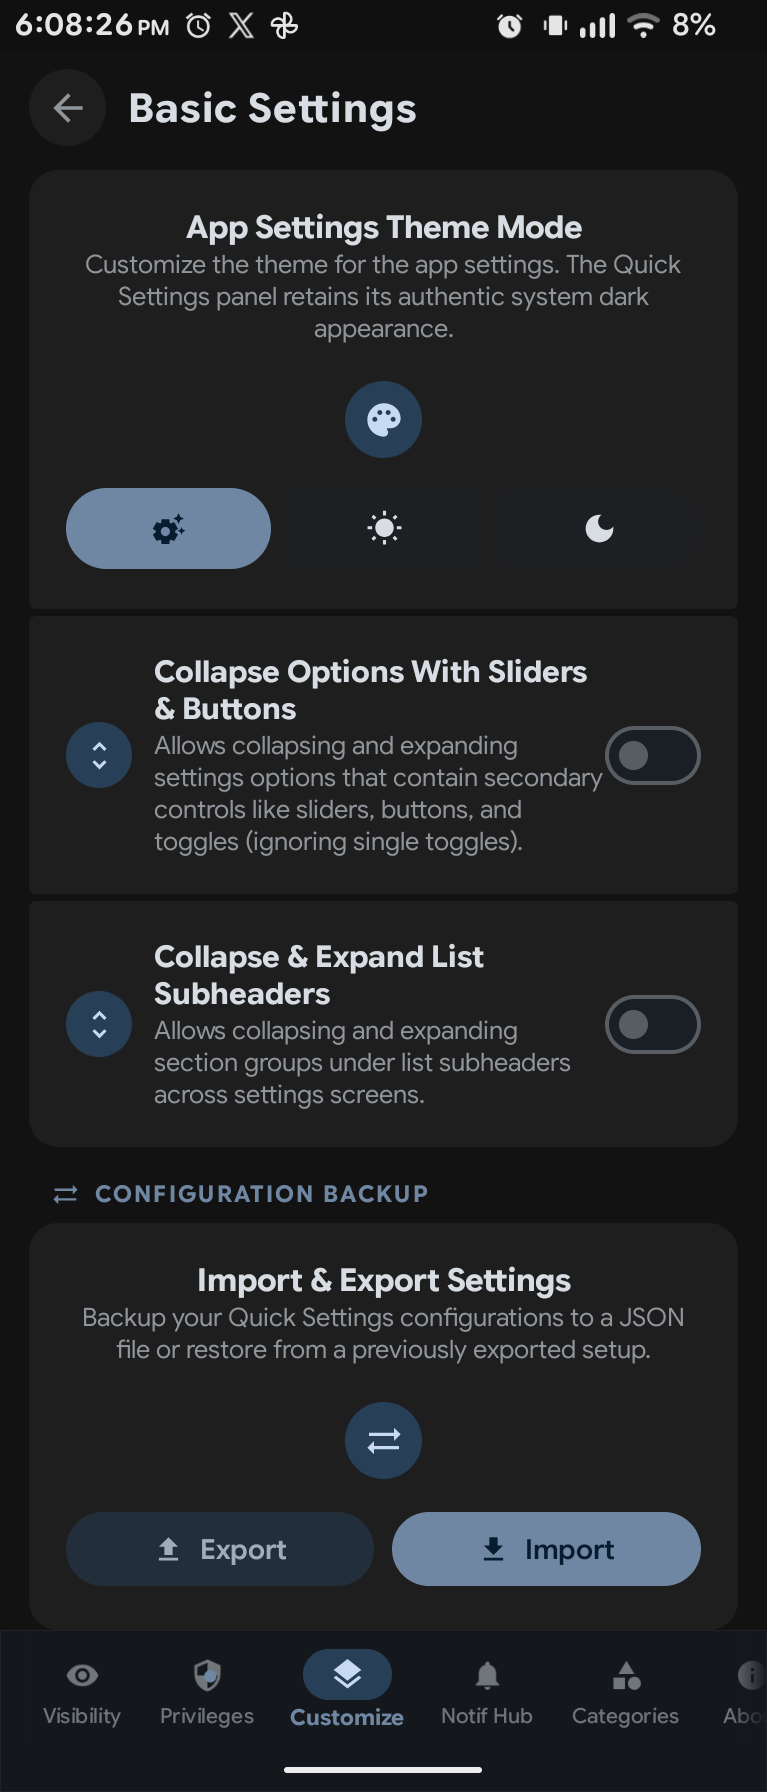 6:08:26 PM 8%
Basic Settings
App Settings Theme Mode
Customize the theme for the app settings. The Quick
Settings panel retains its authentic system dark
appearance.
Collapse Options With Sliders
& Buttons
Allows collapsing and expanding
settings options that contain secondary
controls like sliders, buttons, and
toggles (ignoring single toggles).
Collapse & Expand List
Subheaders
Allows collapsing and expanding
section groups under list subheaders
across settings screens.
CONFIGURATION BACKUP
Import & Export Settings
Backup your Quick Settings configurations to a JSON
file or restore from a previously exported setup.
Export Import
Visibility Privileges Customize Notif Hub Categories Abo